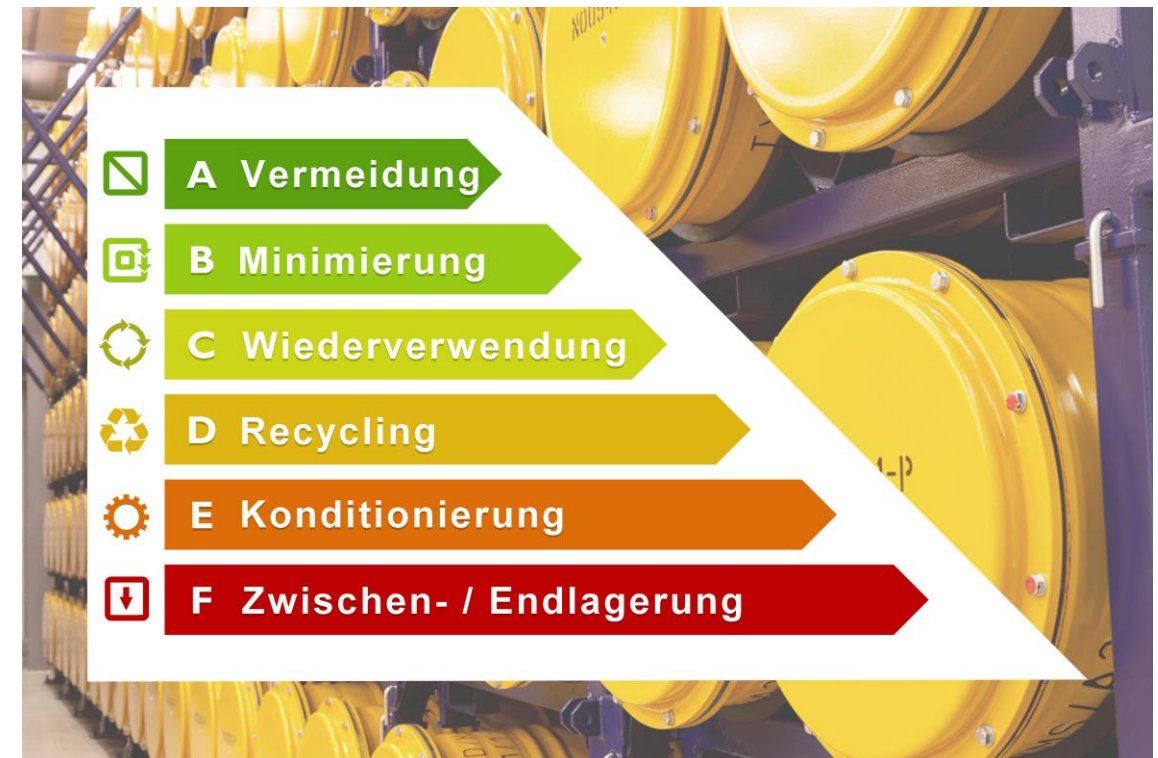 A Vermeidung
B Minimierung
C Wiederverwendung
D Recycling
E Konditionierung
F Zwischen- / Endlagerung